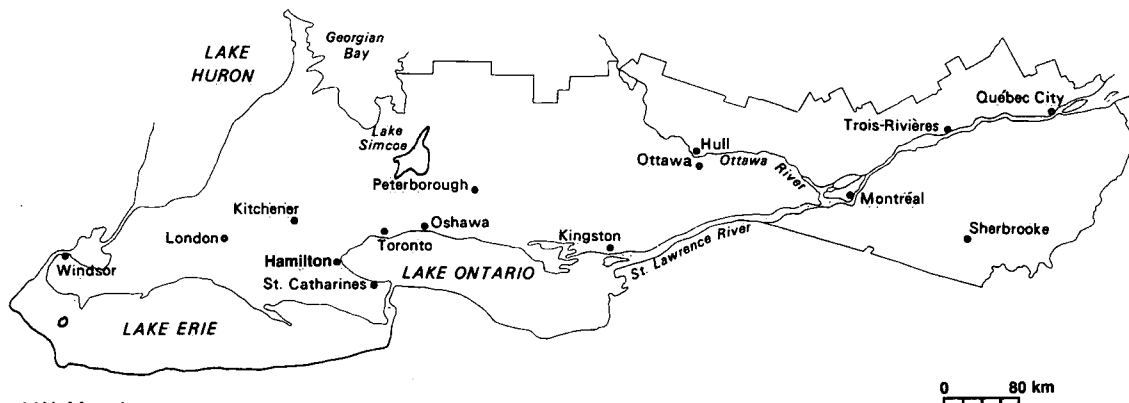 LAKE
HURON
Georgian
Bay
Québec City
Trois-Rivières
Lake
Simcoe
Hull
Ottawa
Ottawa
River
Peterborough
Montréal
Kitchener
London
Oshawa
Toronto
Kingston
St. Lawrence River
Sherbrooke
Windsor
Hamilton
LAKE ONTARIO
St. Catharines
LAKE ERIE
0 80 km